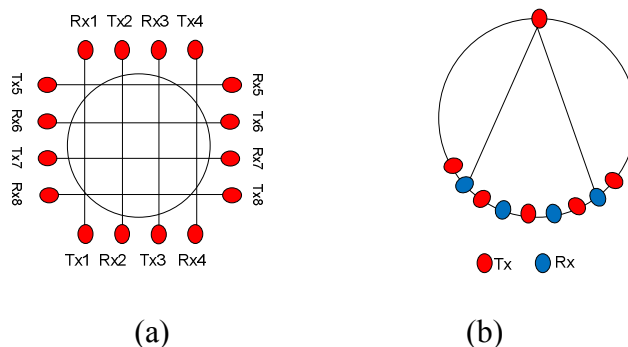 Rx1 Tx2 Rx3 Tx4
Tx5 Rx5
Rx6 Tx6
Tx7 Rx7
Rx8 Tx8
Tx1 Rx2 Tx3 Rx4
Tx Rx
(a) (b)